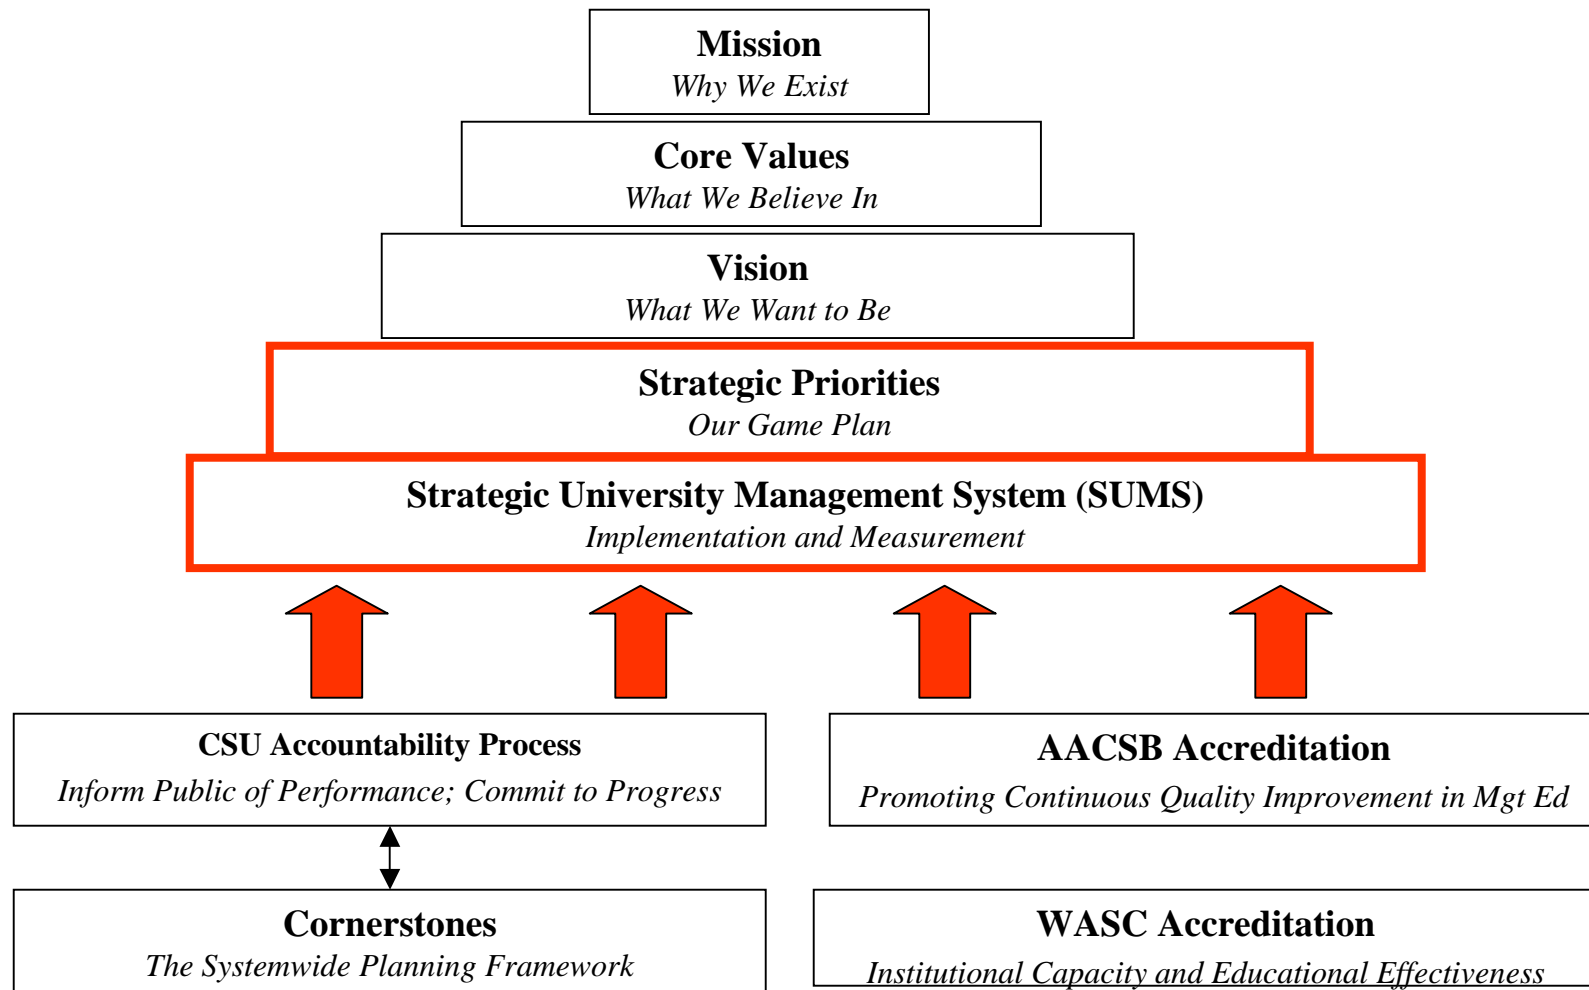 Mission
Why We Exist
Core Values
What We Believe In
Vision
What We Want to Be
Strategic Priorities
Our Game Plan
Strategic University Management System (SUMS)
Implementation and Measurement
CSU Accountability Process
Inform Public of Performance; Commit to Progress
AACSB Accreditation
Promoting Continuous Quality Improvement in Mgt Ed
Cornerstones
The Systemwide Planning Framework
WASC Accreditation
Institutional Capacity and Educational Effectiveness